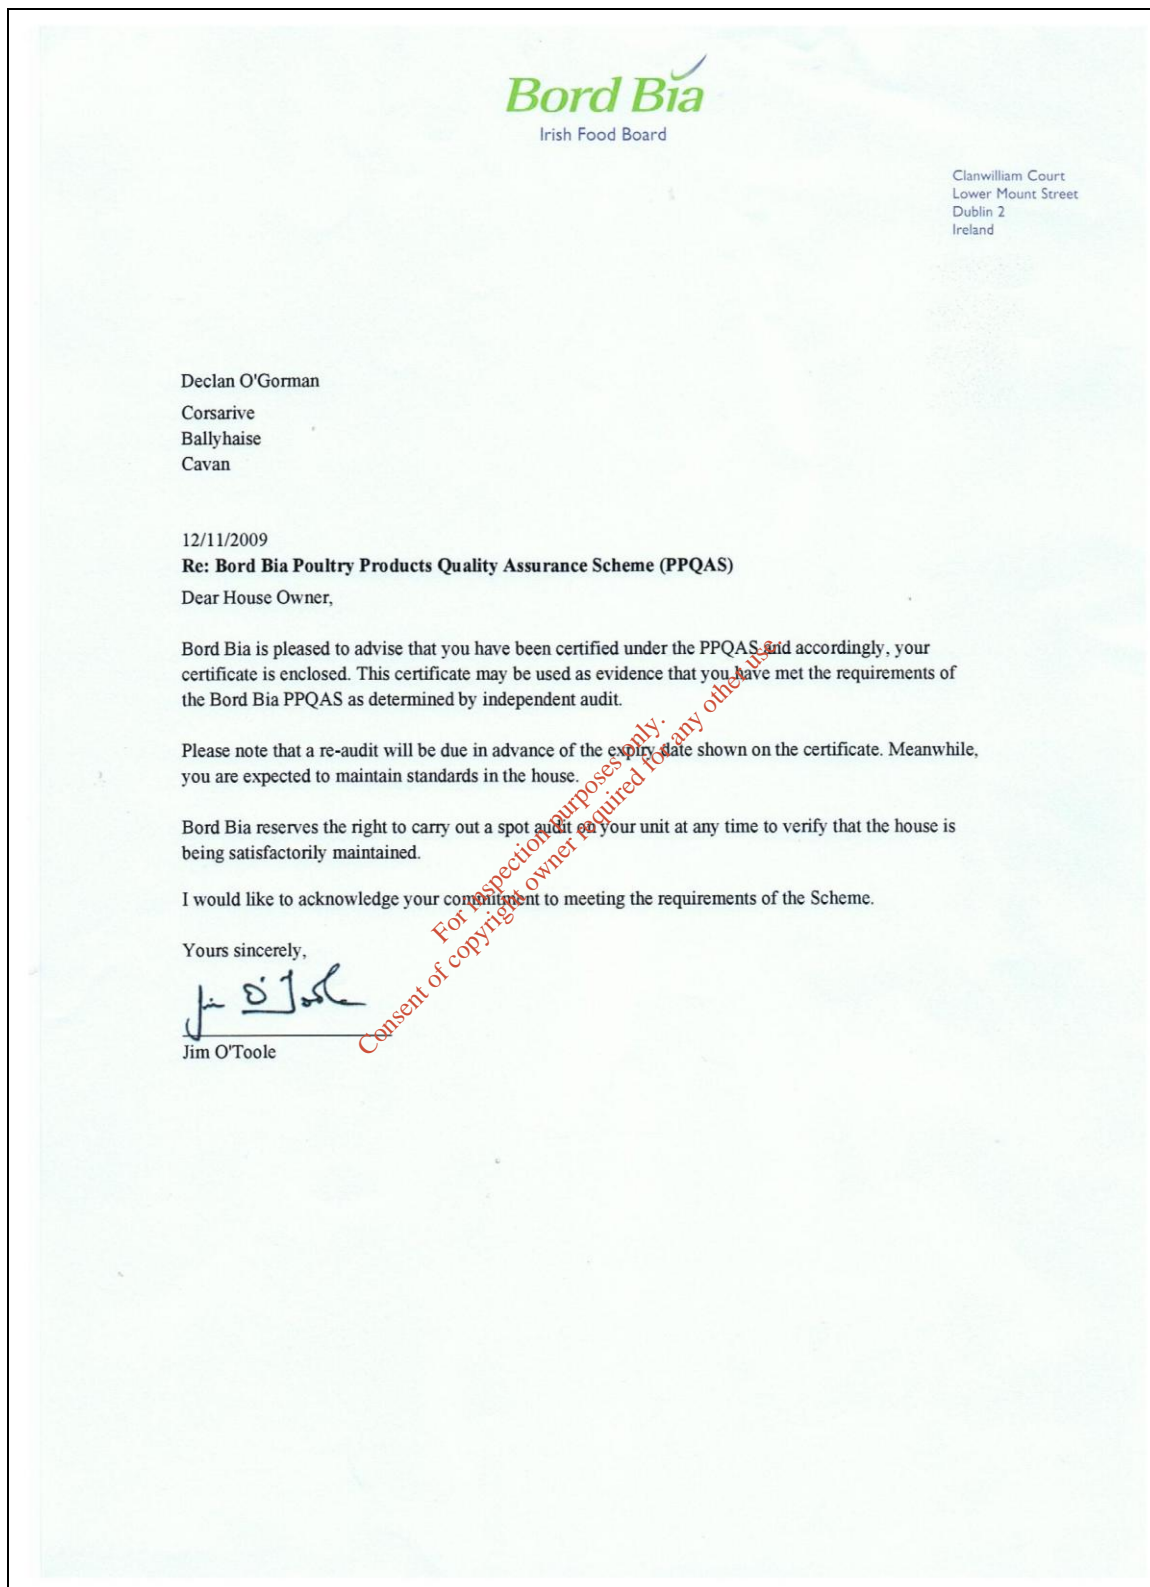 Bord Bia
Irish Food Board
Clanwilliam Court
Lower Mount Street
Dublin 2
Ireland
Declan O'Gorman
Corsarive
Ballyhaise
Cavan
12/11/2009
Re: Bord Bia Poultry Products Quality Assurance Scheme (PPQAS)
Dear House Owner,
Bord Bia is pleased to advise that you have been certified under the PPQAS and accordingly, your
certificate is enclosed. This certificate may be used as evidence that you have met the requirements of
the Bord Bia PPQAS as determined by independent audit.
Please note that a re-audit will be due in advance of the expiry date shown on the certificate. Meanwhile,
you are expected to maintain standards in the house.
Bord Bia reserves the right to carry out a spot audit on your unit at any time to verify that the house is
being satisfactorily maintained.
I would like to acknowledge your commitment to meeting the requirements of the Scheme.
Yours sincerely,
Jim O'Toole
Jim O'Toole
For inspection purposes only.
Consent of copyright owner required for any other use.